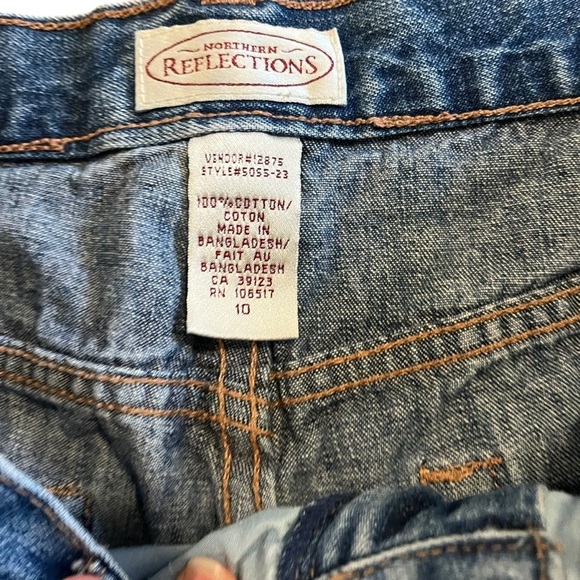 NORTHERN
REFLECTIONS
VENDOR#12875
STYLE#5055-23
100%COTTON/
COTON
MADE IN
BANGLADESH/
FAIT AU
BANGLADESH
CA 39123
RN 106517
10